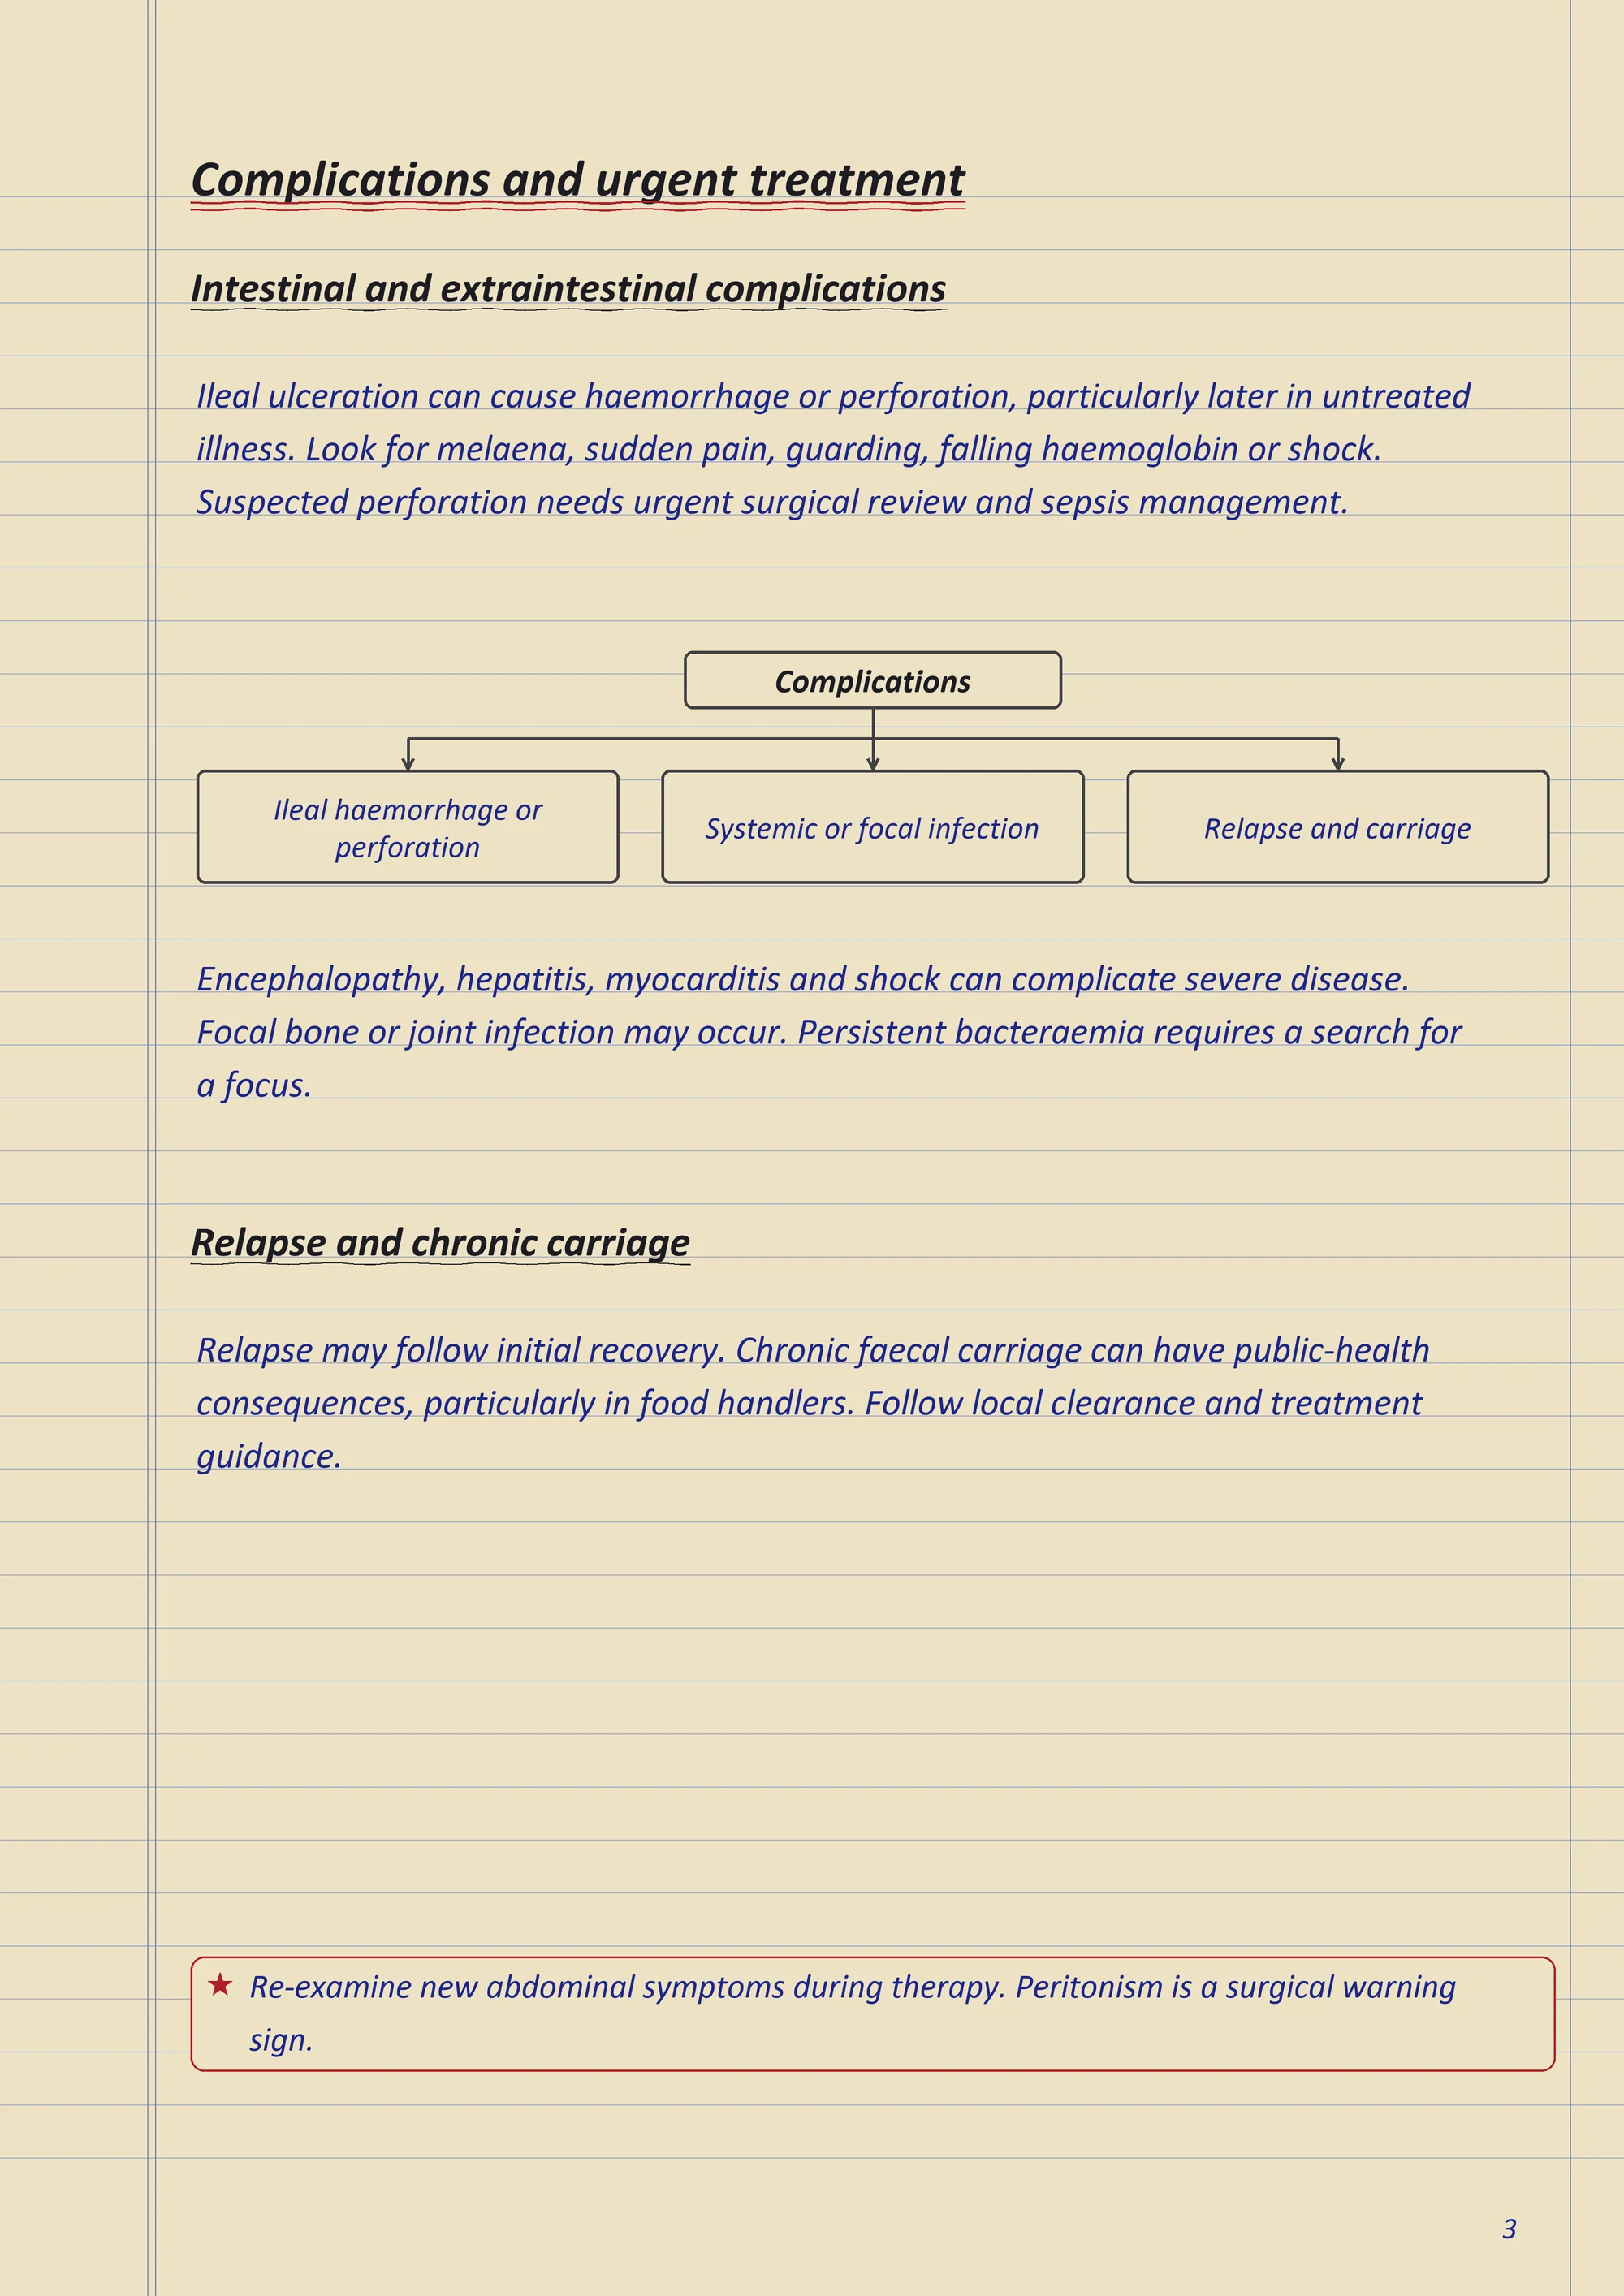 Complications and urgent treatment
Intestinal and extraintestinal complications
Ileal ulceration can cause haemorrhage or perforation, particularly later in untreated
illness. Look for melaena, sudden pain, guarding, falling haemoglobin or shock.
Suspected perforation needs urgent surgical review and sepsis management.
Complications
Ileal haemorrhage or
perforation
Systemic or focal infection
Relapse and carriage
Encephalopathy, hepatitis, myocarditis and shock can complicate severe disease.
Focal bone or joint infection may occur. Persistent bacteraemia requires a search for
a focus.
Relapse and chronic carriage
Relapse may follow initial recovery. Chronic faecal carriage can have public-health
consequences, particularly in food handlers. Follow local clearance and treatment
guidance.
★ Re-examine new abdominal symptoms during therapy. Peritonism is a surgical warning
sign.
3